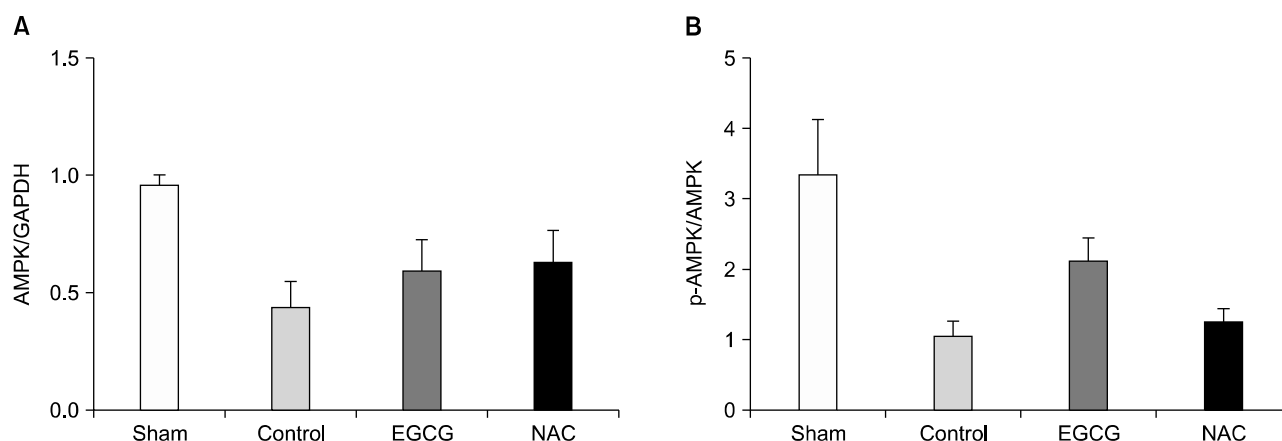 A
1.5
1.0
0.5
0.0
AMPK/GAPDH
Sham Control EGCG NAC
B
5
4
3
2
1
0
p-AMPK/AMPK
Sham Control EGCG NAC